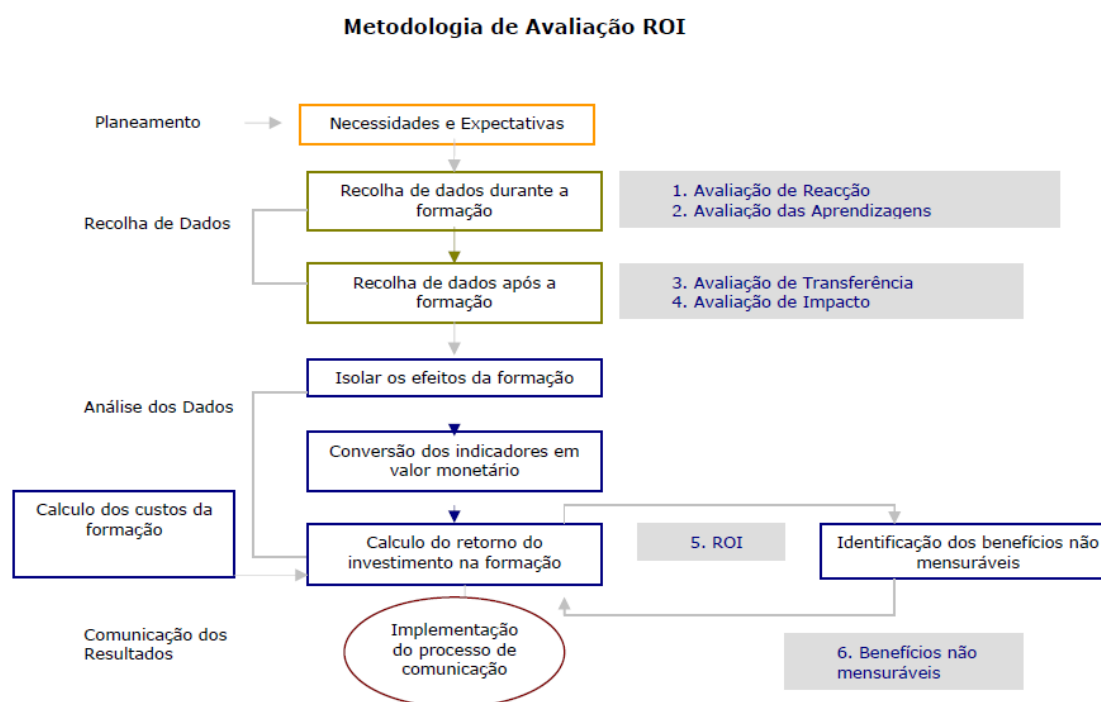 Metodologia de Avaliação ROI
Planeamento
Necessidades e Expectativas
Recolha de dados durante a
formação
1. Avaliação de Reacção
2. Avaliação das Aprendizagens
Recolha de Dados
Recolha de dados após a
formação
3. Avaliação de Transferência
4. Avaliação de Impacto
Isolar os efeitos da formação
Análise dos Dados
Conversão dos indicadores em
valor monetário
Calculo dos custos da
formação
Calculo do retorno do
investimento na formação
5. ROI
Identificação dos benefícios não
mensuráveis
Comunicação dos
Resultados
Implementação
do processo de
comunicação
6. Benefícios não
mensuráveis